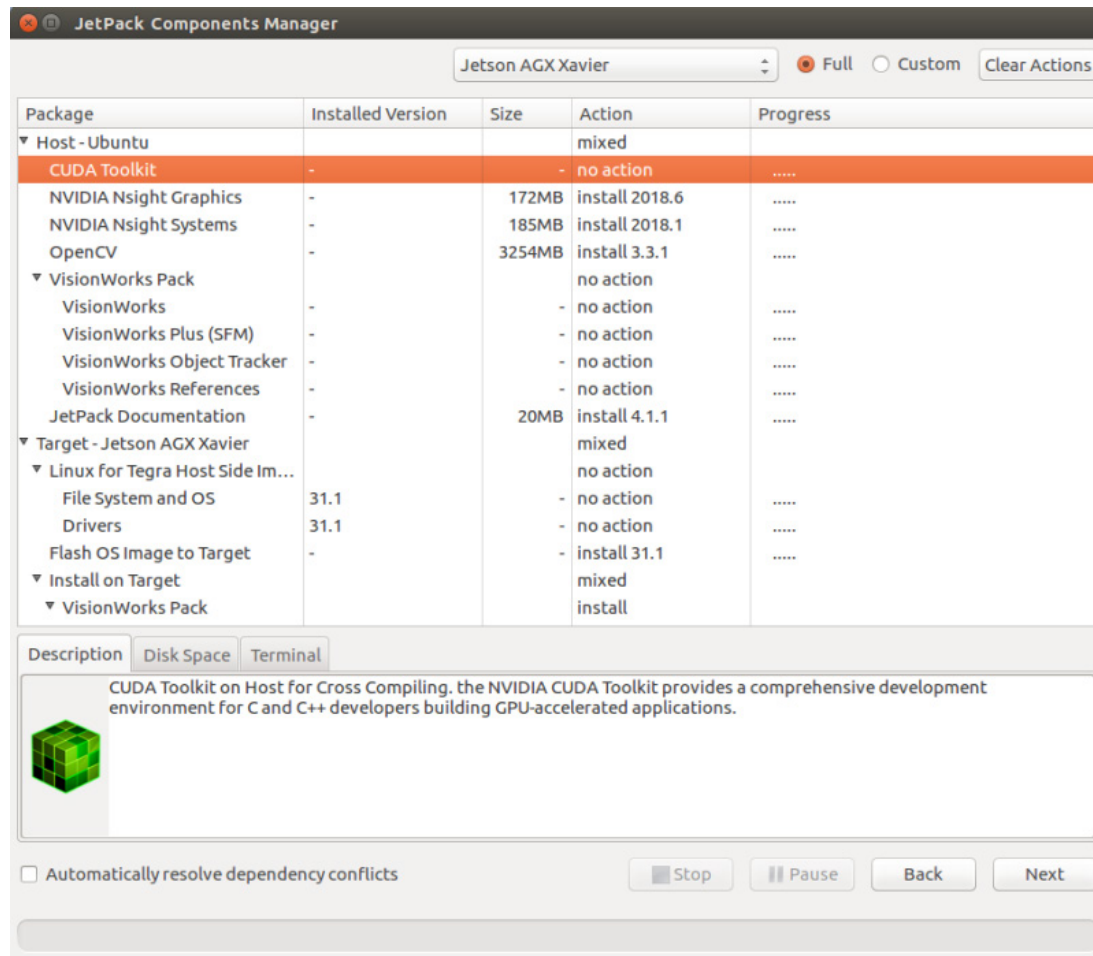 JetPack Components Manager
Jetson AGX Xavier Full Custom Clear Actions
Package Installed Version Size Action Progress
Host - Ubuntu mixed
CUDA Toolkit - - no action .....
NVIDIA Nsight Graphics - 172MB install 2018.6 .....
NVIDIA Nsight Systems - 185MB install 2018.1 .....
OpenCV - 3254MB install 3.3.1 .....
VisionWorks Pack no action
VisionWorks - - no action .....
VisionWorks Plus (SFM) - - no action .....
VisionWorks Object Tracker - - no action .....
VisionWorks References - - no action .....
JetPack Documentation - 20MB install 4.1.1 .....
Target - Jetson AGX Xavier mixed
Linux for Tegra Host Side Im... no action
File System and OS 31.1 - no action .....
Drivers 31.1 - no action .....
Flash OS Image to Target - - install 31.1 .....
Install on Target mixed
VisionWorks Pack install
Description Disk Space Terminal
CUDA Toolkit on Host for Cross Compiling. the NVIDIA CUDA Toolkit provides a comprehensive development
environment for C and C++ developers building GPU-accelerated applications.
Automatically resolve dependency conflicts Stop Pause Back Next